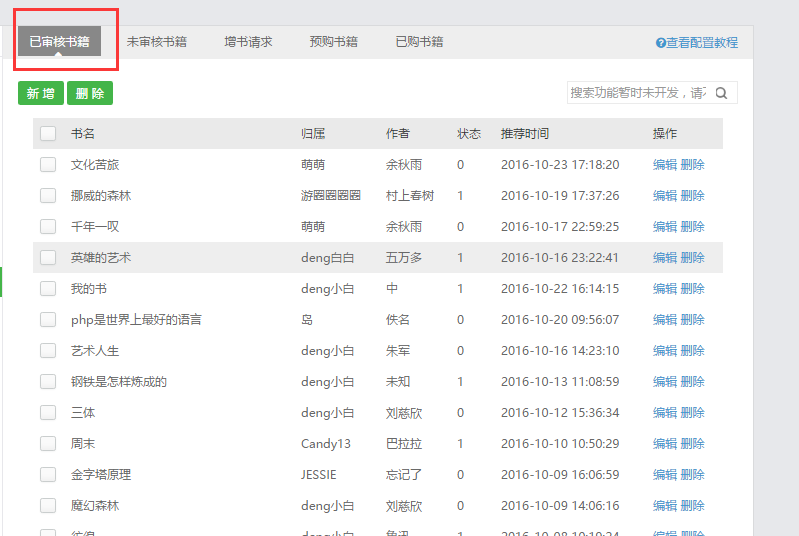 已审核书籍 未审核书籍 增书请求 预购书籍 已购书籍 查看配置教程
新增 删除 搜索功能暂时未开发，请
书名 归属 作者 状态 推荐时间 操作
文化苦旅 萌萌 余秋雨 0 2016-10-23 17:18:20 编辑 删除
挪威的森林 游圈圈圈圈 村上春树 1 2016-10-19 17:37:26 编辑 删除
千年一叹 萌萌 余秋雨 0 2016-10-17 22:59:25 编辑 删除
英雄的艺术 deng白白 五万多 1 2016-10-16 23:22:41 编辑 删除
我的书 deng小白 中 1 2016-10-22 16:14:15 编辑 删除
php是世界上最好的语言 岛 佚名 0 2016-10-20 09:56:07 编辑 删除
艺术人生 deng小白 朱军 0 2016-10-16 14:23:10 编辑 删除
钢铁是怎样炼成的 deng小白 未知 1 2016-10-13 11:08:59 编辑 删除
三体 deng小白 刘慈欣 0 2016-10-12 15:36:34 编辑 删除
周末 Candy13 巴拉拉 1 2016-10-10 10:50:29 编辑 删除
金字塔原理 JESSIE 忘记了 0 2016-10-09 16:06:59 编辑 删除
魔幻森林 deng小白 刘慈欣 0 2016-10-09 14:06:16 编辑 删除